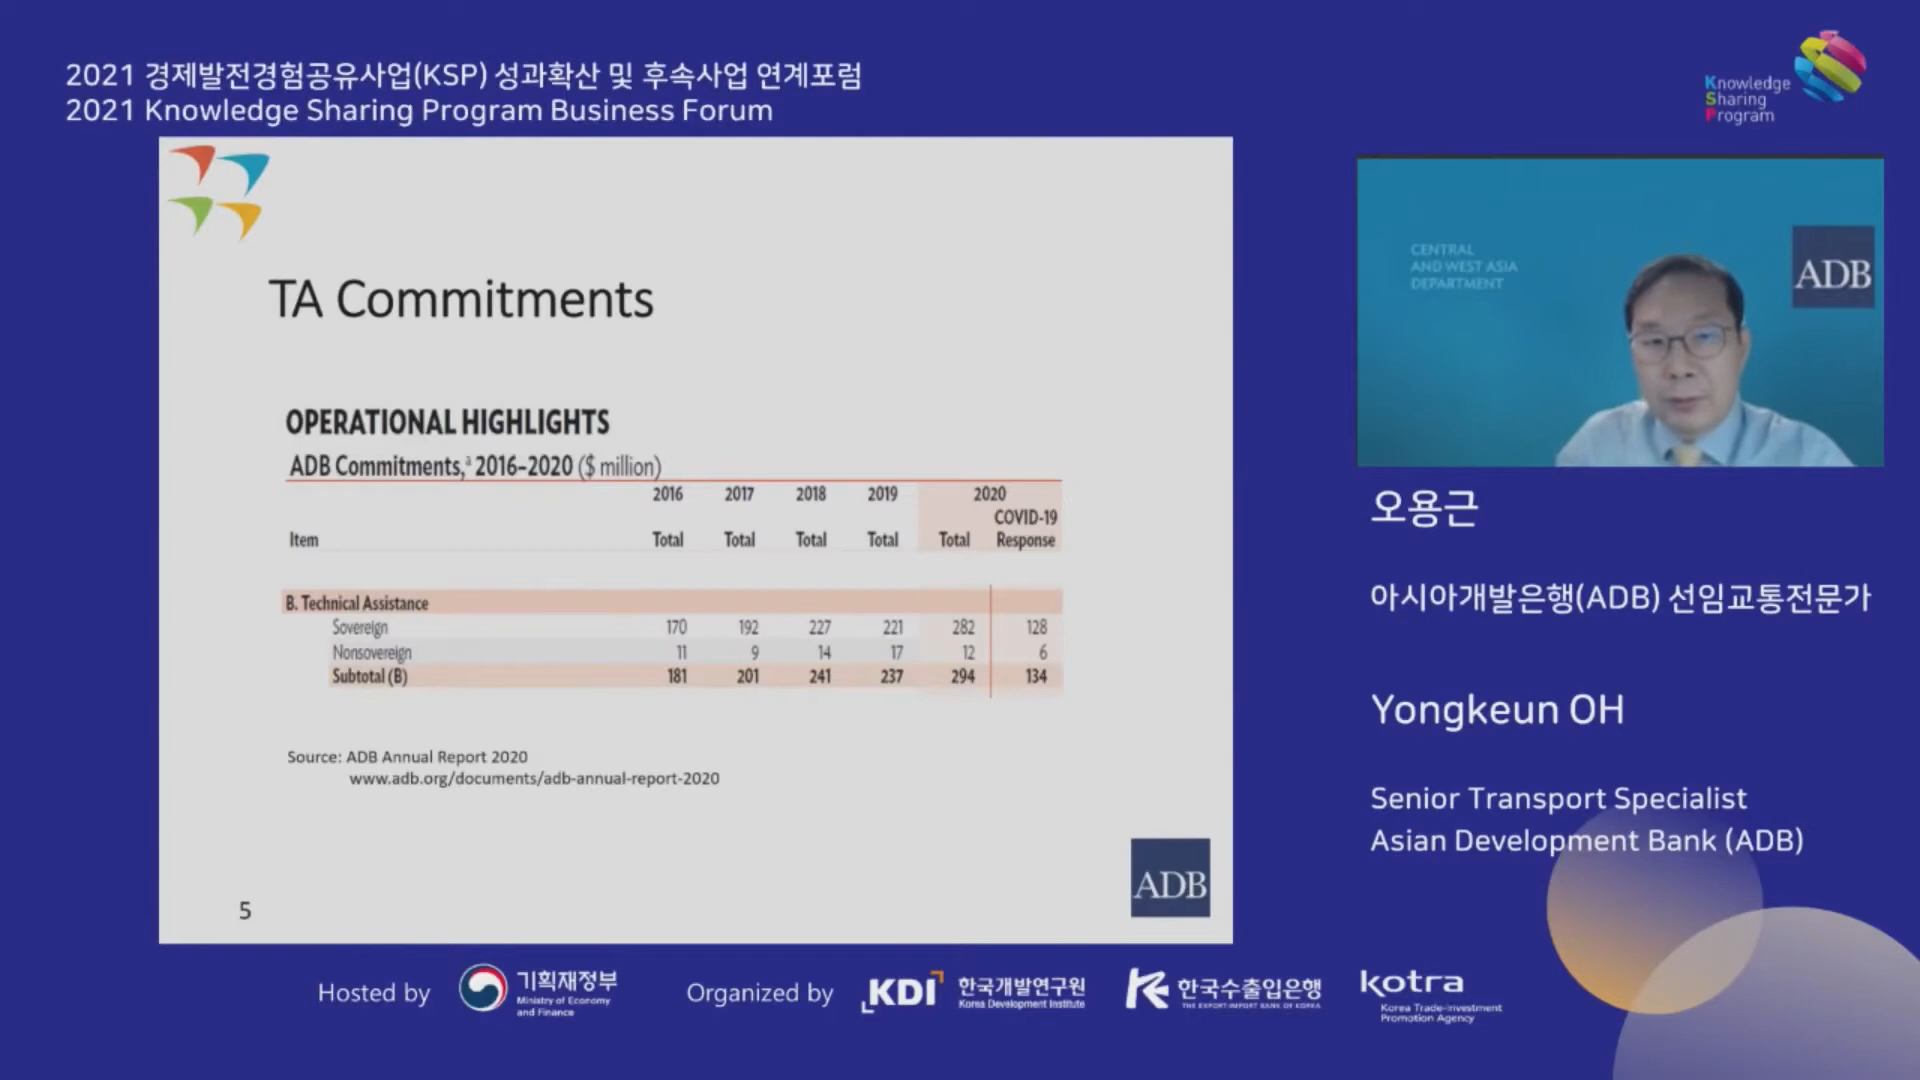 2021 경제발전경험공유사업(KSP) 성과확산 및 후속사업 연계포럼
2021 Knowledge Sharing Program Business Forum
Knowledge
Sharing
Program
TA Commitments
OPERATIONAL HIGHLIGHTS
ADB Commitments,ᵃ 2016–2020 ($ million)
2016 2017 2018 2019 2020
COVID-19
Item Total Total Total Total Total Response
B. Technical Assistance
Sovereign 170 192 227 221 282 128
Nonsovereign 11 9 14 17 12 6
Subtotal (B) 181 201 241 237 294 134
Source: ADB Annual Report 2020
www.adb.org/documents/adb-annual-report-2020
ADB
5
CENTRAL
AND WEST ASIA
DEPARTMENT
ADB
오용근
아시아개발은행(ADB) 선임교통전문가
Yongkeun OH
Senior Transport Specialist
Asian Development Bank (ADB)
Hosted by
기획재정부
Ministry of Economy
and Finance
Organized by
KDI
한국개발연구원
Korea Development Institute
한국수출입은행
THE EXPORT-IMPORT BANK OF KOREA
kotra
Korea Trade-Investment
Promotion Agency